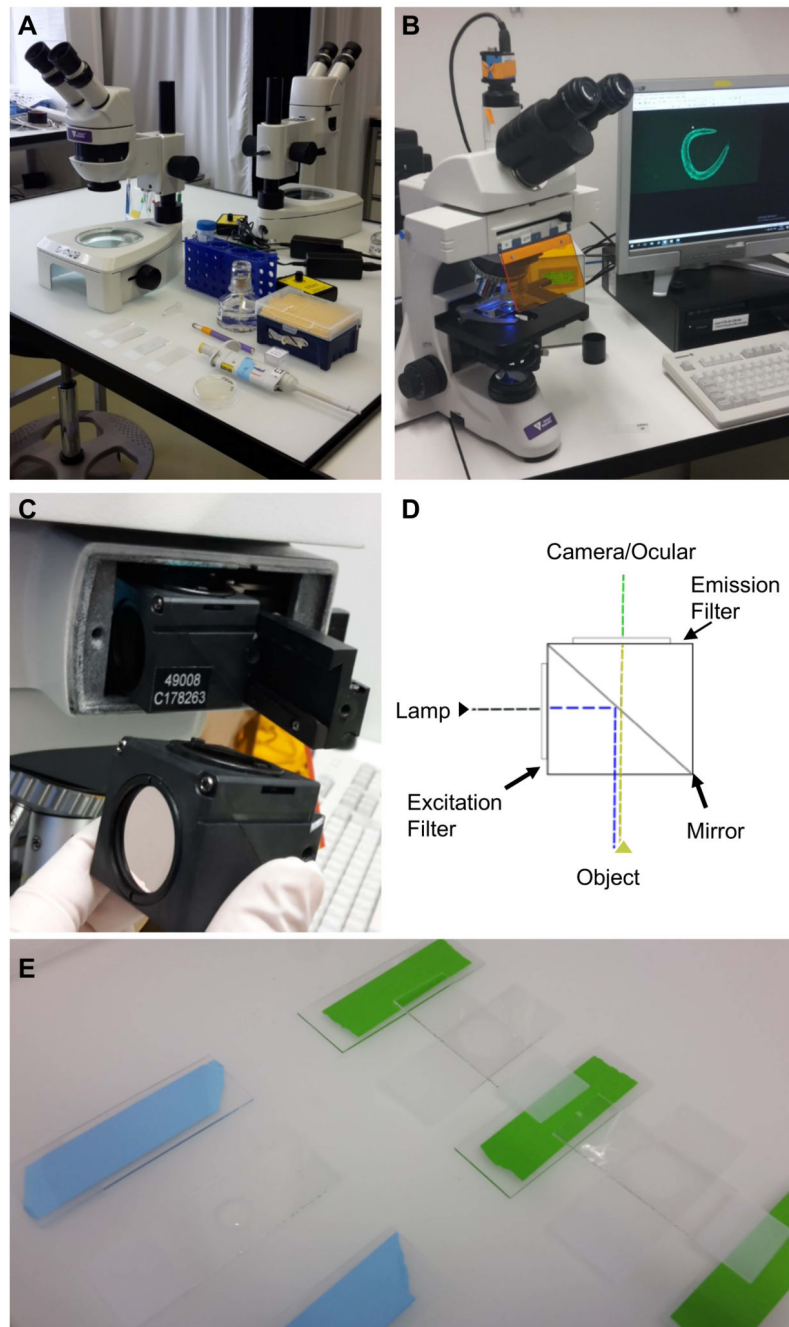 A
B
C
49008
C178263
D
Camera/Ocular
Emission
Filter
Lamp
Excitation
Filter
Mirror
Object
E